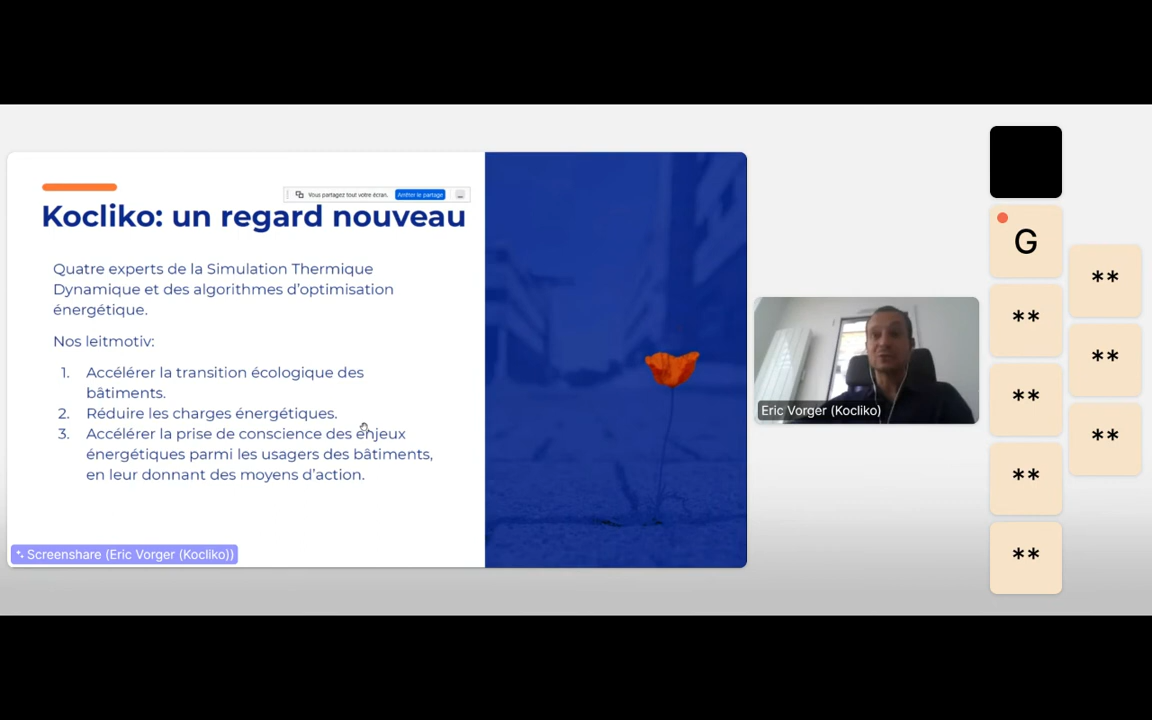 Vous partagez tout votre écran. Arrêter le partage
Kocliko: un regard nouveau
Quatre experts de la Simulation Thermique
Dynamique et des algorithmes d'optimisation
énergétique.
Nos leitmotiv:
1. Accélérer la transition écologique des
bâtiments.
2. Réduire les charges énergétiques.
3. Accélérer la prise de conscience des enjeux
énergétiques parmi les usagers des bâtiments,
en leur donnant des moyens d'action.
Screenshare (Eric Vorger (Kocliko))
Eric Vorger (Kocliko)
G
**
**
**
**
**
**
**